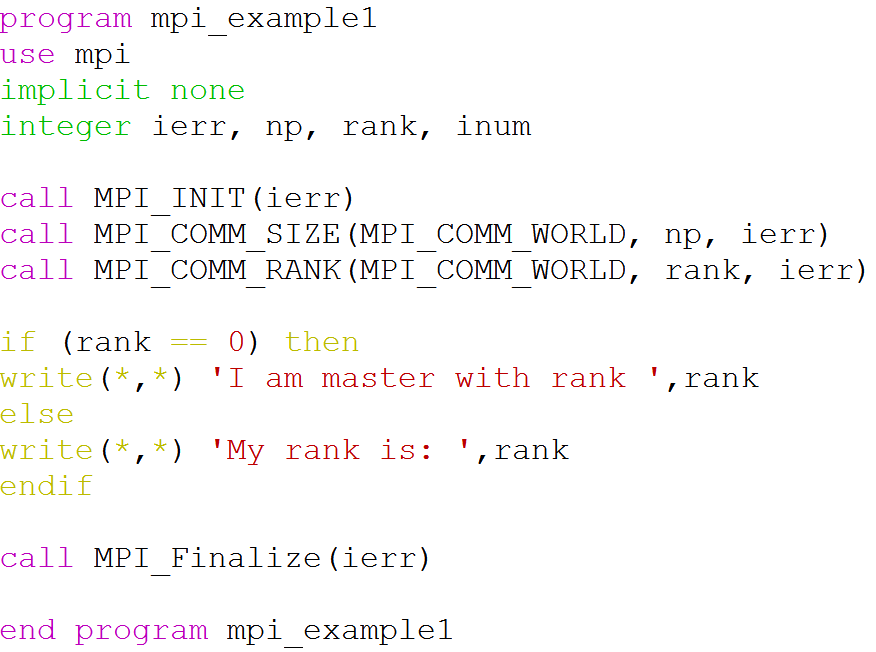 program mpi_example1
use mpi
implicit none
integer ierr, np, rank, inum
call MPI_INIT(ierr)
call MPI_COMM_SIZE(MPI_COMM_WORLD, np, ierr)
call MPI_COMM_RANK(MPI_COMM_WORLD, rank, ierr)
if (rank == 0) then
write(*,*) 'I am master with rank ',rank
else
write(*,*) 'My rank is: ',rank
endif
call MPI_Finalize(ierr)
end program mpi_example1